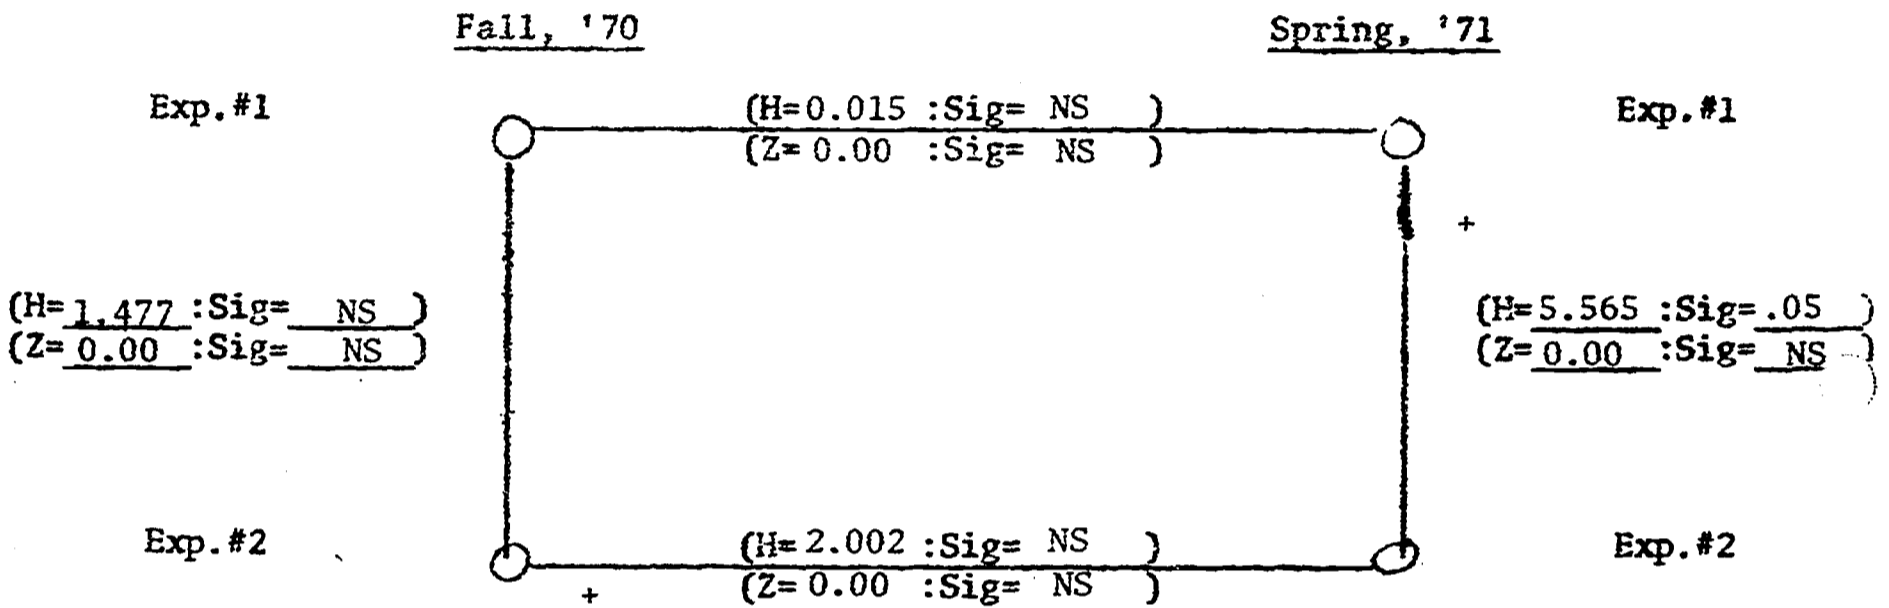 Fall, '70 Spring, '71
Exp.#1 (H=0.015 :Sig= NS ) Exp.#1
(Z= 0.00 :Sig= NS )
+
(H=1.477 :Sig= NS ) (H=5.565 :Sig=.05 )
(Z=0.00 :Sig= NS ) (Z=0.00 :Sig= NS )
Exp.#2 (H=2.002 :Sig= NS ) Exp.#2
+ (Z=0.00 :Sig= NS )